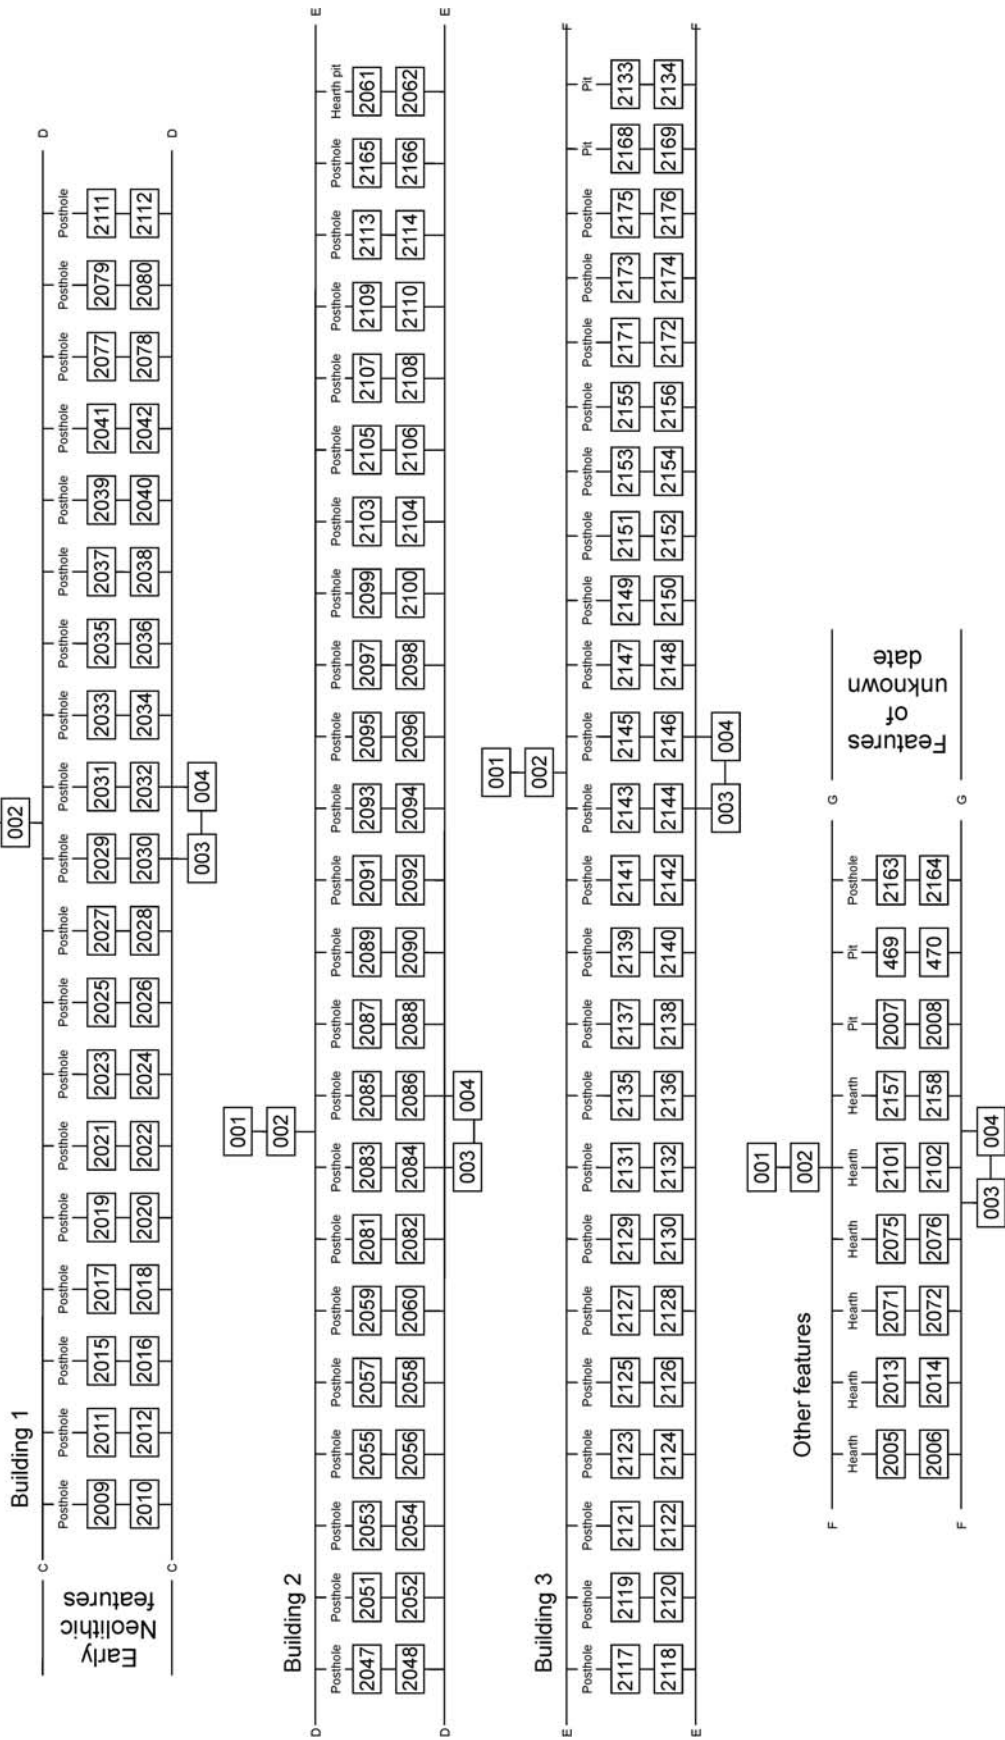 002
Building 1
C D
Early
Neolithic
features
Posthole Posthole Posthole Posthole Posthole Posthole Posthole Posthole Posthole Posthole Posthole Posthole Posthole Posthole Posthole Posthole Posthole Posthole Posthole
2009 2011 2015 2017 2019 2021 2023 2025 2027 2029 2031 2033 2035 2037 2039 2041 2077 2079 2111
2010 2012 2016 2018 2020 2022 2024 2026 2028 2030 2032 2034 2036 2038 2040 2042 2078 2080 2112
C D
003 004
001
002
Building 2
D E
Posthole Posthole Posthole Posthole Posthole Posthole Posthole Posthole Posthole Posthole Posthole Posthole Posthole Posthole Posthole Posthole Posthole Posthole Posthole Posthole Posthole Posthole Hearth pit
2047 2051 2053 2055 2057 2059 2081 2083 2085 2087 2089 2091 2093 2095 2097 2099 2103 2105 2107 2109 2113 2165 2061
2048 2052 2054 2056 2058 2060 2082 2084 2086 2088 2090 2092 2094 2096 2098 2100 2104 2106 2108 2110 2114 2166 2062
D E
003 004
001
002
Building 3
E F
Posthole Posthole Posthole Posthole Posthole Posthole Posthole Posthole Posthole Posthole Posthole Posthole Posthole Posthole Posthole Posthole Posthole Posthole Posthole Posthole Posthole Posthole Pit Pit
2117 2119 2121 2123 2125 2127 2129 2131 2135 2137 2139 2141 2143 2145 2147 2149 2151 2153 2155 2171 2173 2175 2168 2133
2118 2120 2122 2124 2126 2128 2130 2132 2136 2138 2140 2142 2144 2146 2148 2150 2152 2154 2156 2172 2174 2176 2169 2134
E F
003 004
001
002
Other features
F G
Hearth Hearth Hearth Hearth Hearth Hearth Pit Pit Posthole
2005 2013 2071 2075 2101 2157 2007 469 2163
2006 2014 2072 2076 2102 2158 2008 470 2164
F G
Features
of
unknown
date
003 004